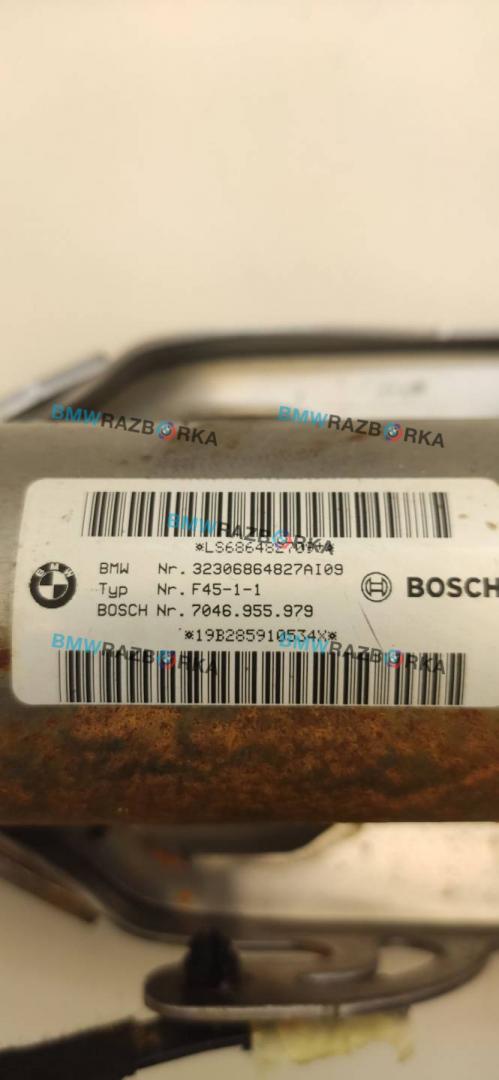 BMWRAZBORKA BMWRAZBORKA
BMWRAZBORKA
BMW Nr. 32306864827AI09
Typ Nr. F45-1-1
BOSCH Nr. 7046.955.979
BMW
BOSCH
*19B285910534X*
BMWRAZBORKA BMWRAZBORKA